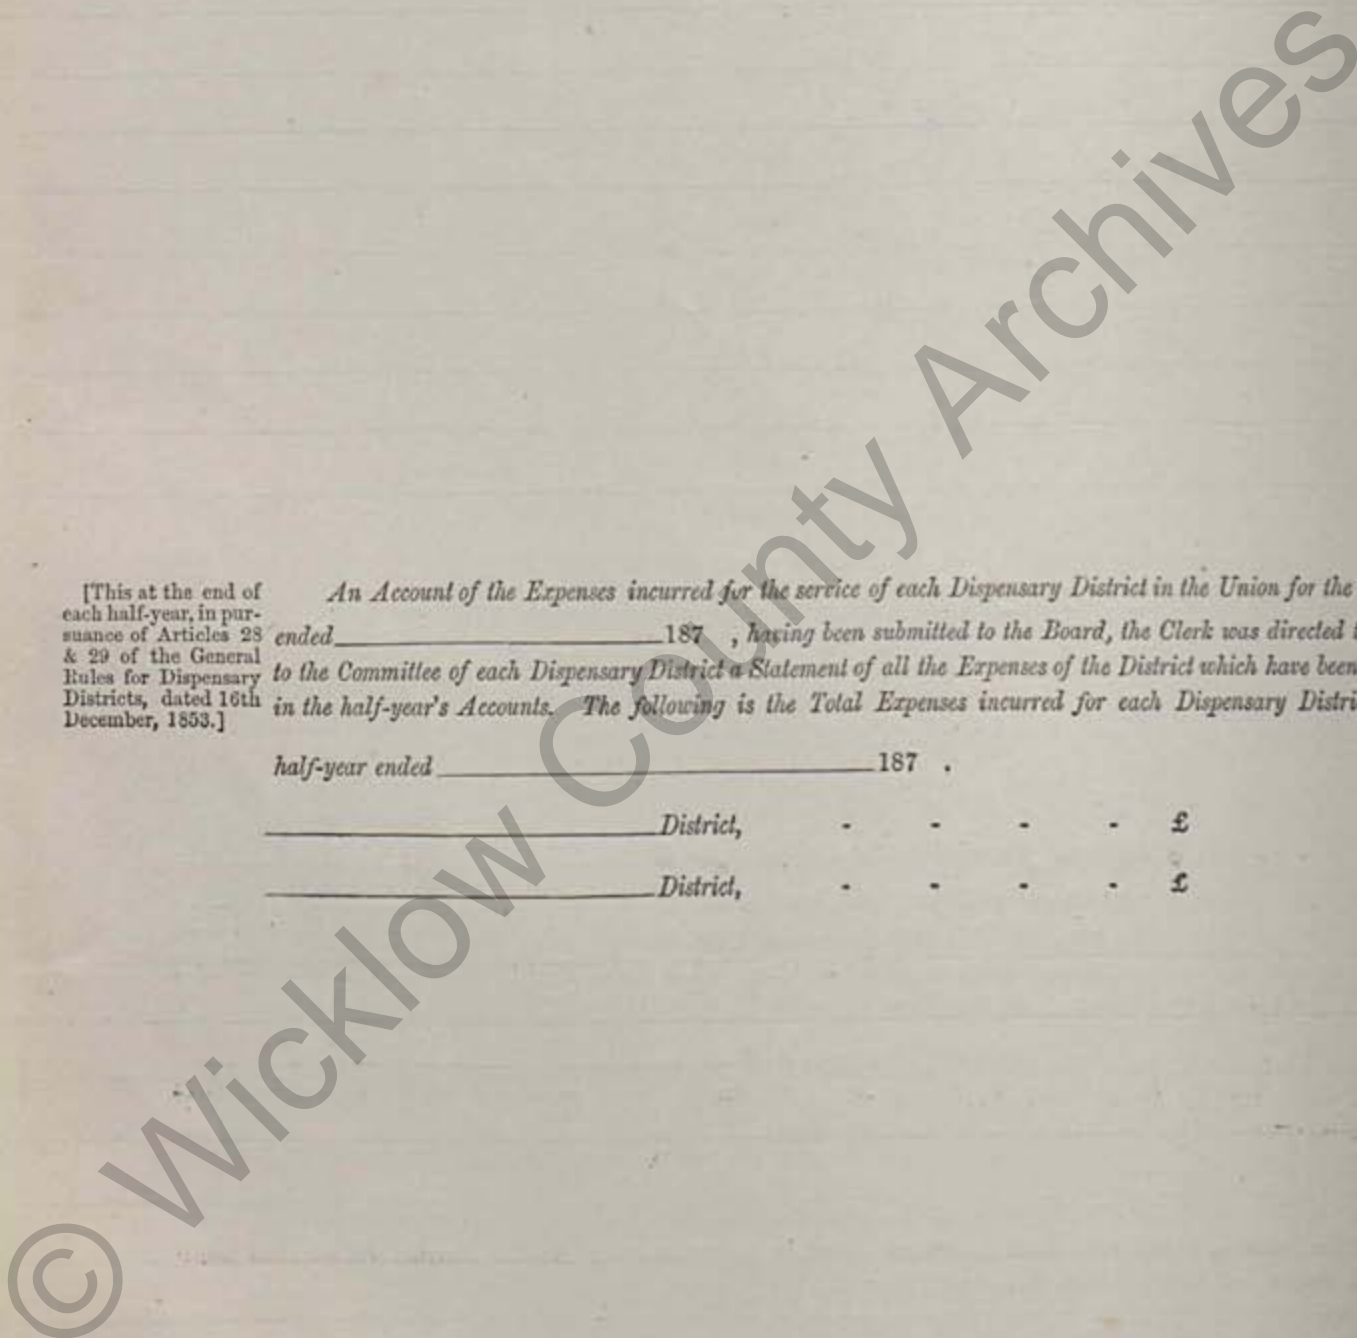 [This at the end of
each half-year, in pur-
suance of Articles 28
& 29 of the General
Rules for Dispensary
Districts, dated 16th
December, 1853.]
An Account of the Expenses incurred for the service of each Dispensary District in the Union for the
ended 187 , having been submitted to the Board, the Clerk was directed
to the Committee of each Dispensary District a Statement of all the Expenses of the District which have been
in the half-year's Accounts. The following is the Total Expenses incurred for each Dispensary Distri
half-year ended 187 .
District, - - - - £
District, - - - - £
© Wicklow County Archives